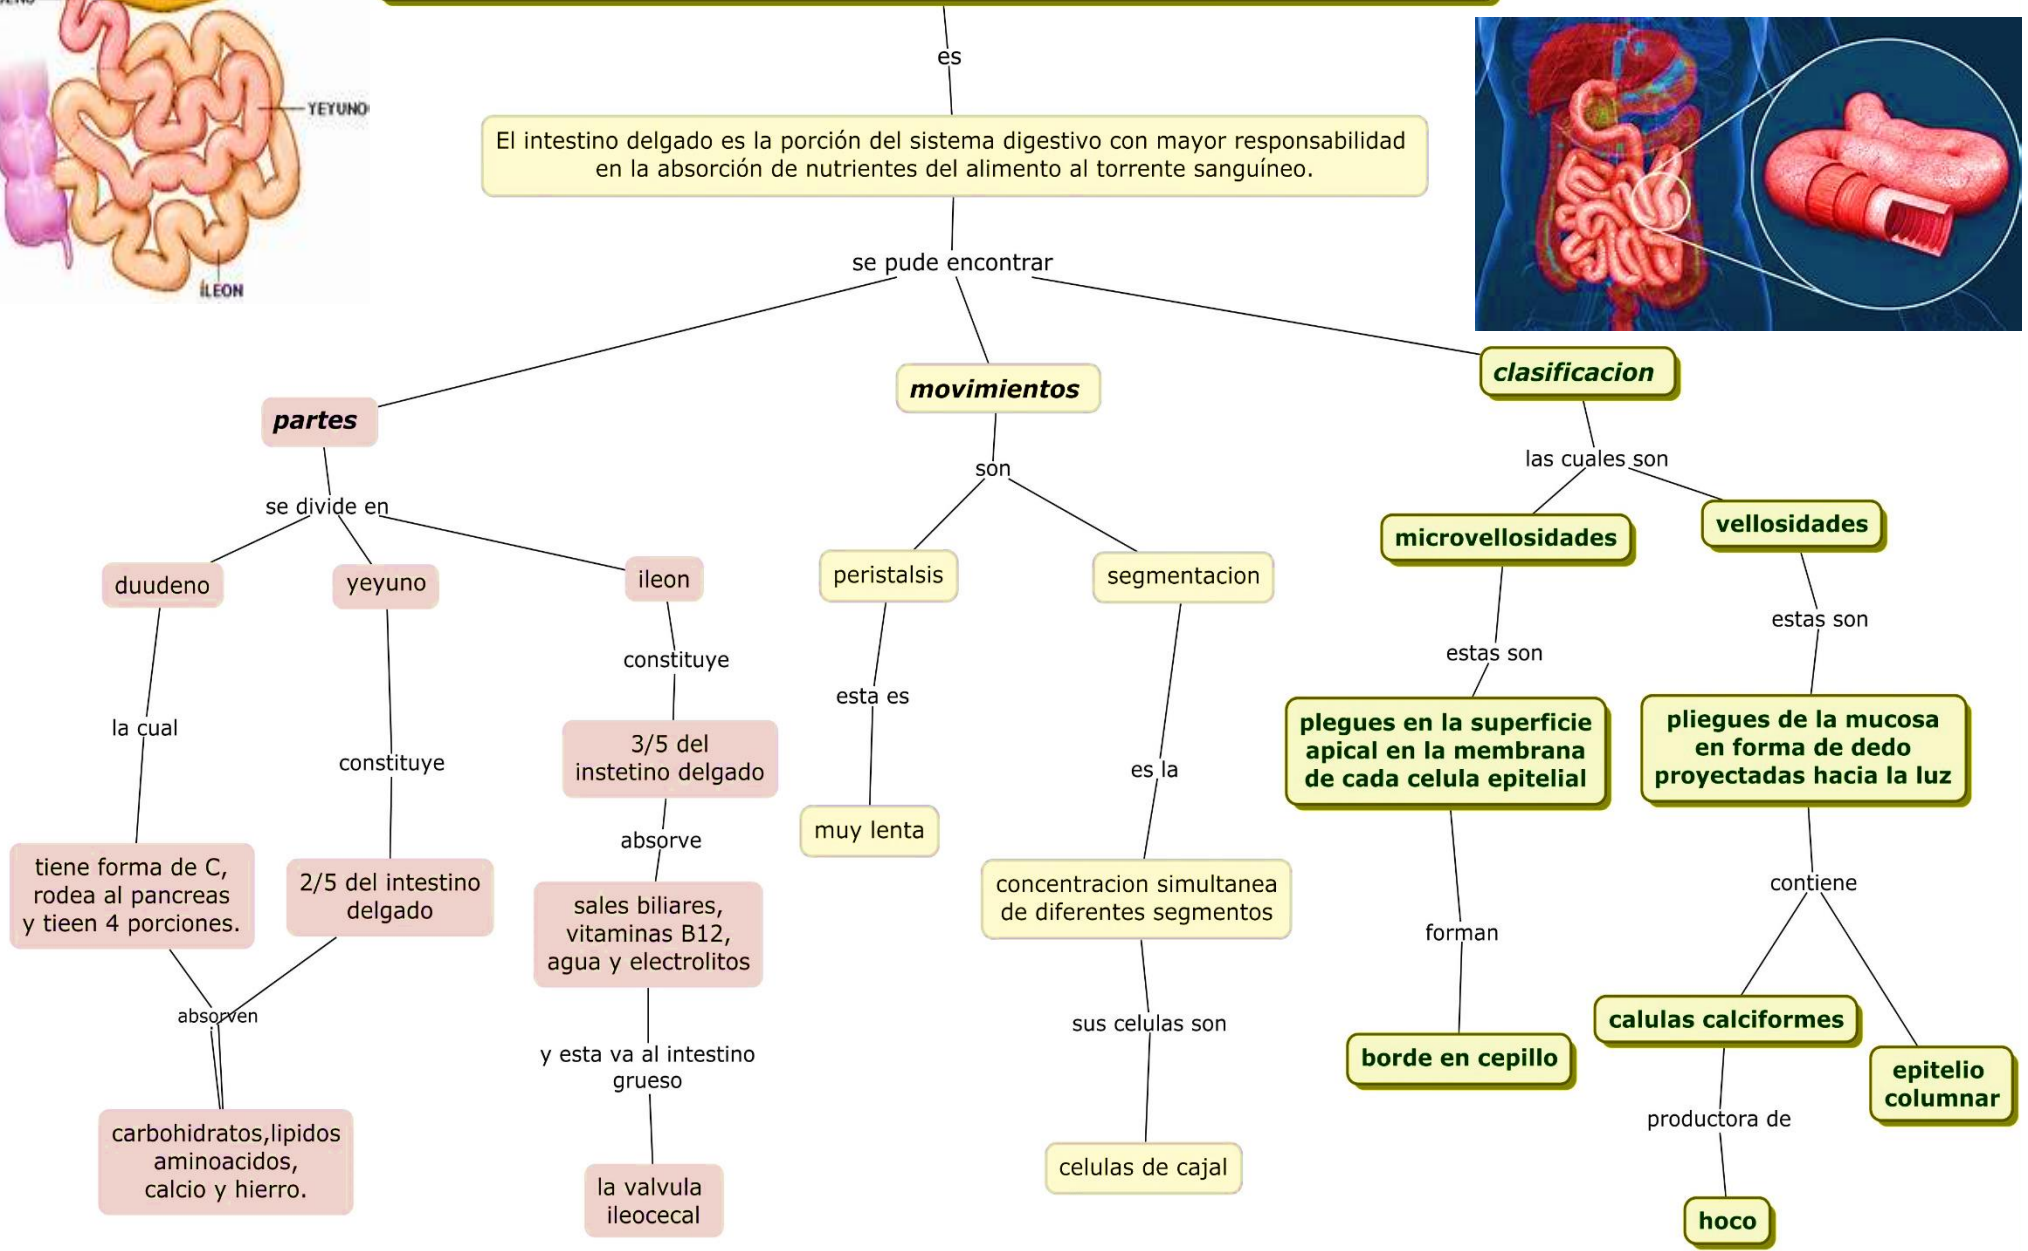 es
YEYUNO
ÍLEON
El intestino delgado es la porción del sistema digestivo con mayor responsabilidad
en la absorción de nutrientes del alimento al torrente sanguíneo.
se pude encontrar
partes
movimientos
clasificacion
se divide en
son
las cuales son
duudeno
yeyuno
ileon
peristalsis
segmentacion
microvellosidades
vellosidades
la cual
constituye
constituye
esta es
es la
estas son
estas son
tiene forma de C,
rodea al pancreas
y tieen 4 porciones.
2/5 del intestino
delgado
absorven
carbohidratos,lipidos
aminoacidos,
calcio y hierro.
3/5 del
instetino delgado
absorve
sales biliares,
vitaminas B12,
agua y electrolitos
y esta va al intestino
grueso
la valvula
ileocecal
muy lenta
concentracion simultanea
de diferentes segmentos
sus celulas son
celulas de cajal
plegues en la superficie
apical en la membrana
de cada celula epitelial
forman
borde en cepillo
pliegues de la mucosa
en forma de dedo
proyectadas hacia la luz
contiene
calulas calciformes
epitelio
columnar
productora de
hoco